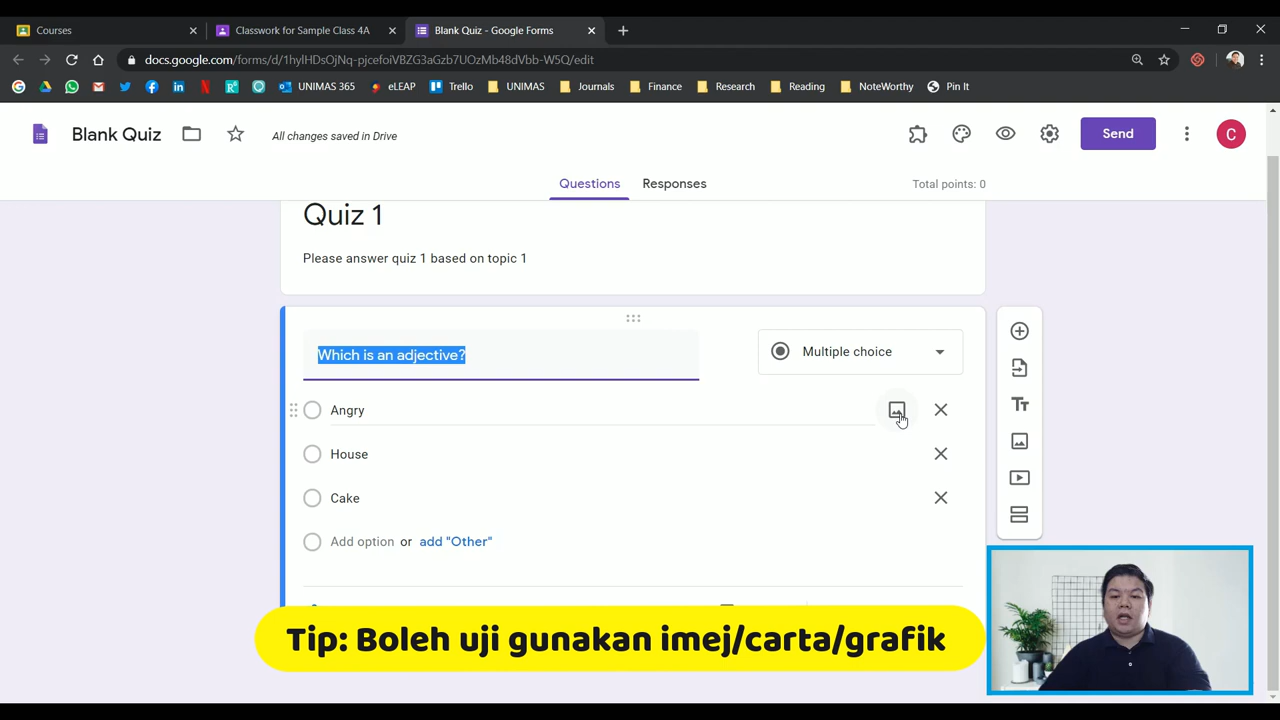 Courses
Classwork for Sample Class 4A
Blank Quiz - Google Forms
docs.google.com/forms/d/1hylHDsOjNq-pjcefoiVBZG3aGzb7UOzMb48dVbb-W5Q/edit
UNIMAS 365
eLEAP
Trello
UNIMAS
Journals
Finance
Research
Reading
NoteWorthy
Pin It
Blank Quiz
All changes saved in Drive
Send
C
Questions
Responses
Total points: 0
Quiz 1
Please answer quiz 1 based on topic 1
Which is an adjective?
Multiple choice
Angry
House
Cake
Add option or add "Other"
Tip: Boleh uji gunakan imej/carta/grafik